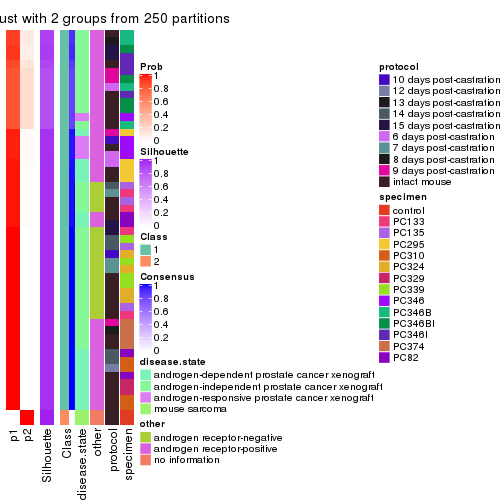 ust with 2 groups from 250 partitions
Prob
1
0.8
0.6
0.4
0.2
0
Silhouette
1
0.8
0.6
0.4
0.2
0
Class
1
2
Consensus
1
0.8
0.6
0.4
0.2
0
disease.state
androgen-dependent prostate cancer xenograft
androgen-independent prostate cancer xenograft
androgen-responsive prostate cancer xenograft
mouse sarcoma
other
androgen receptor-negative
androgen receptor-positive
no information
protocol
10 days post-castration
12 days post-castration
13 days post-castration
14 days post-castration
15 days post-castration
6 days post-castration
7 days post-castration
8 days post-castration
9 days post-castration
intact mouse
specimen
control
PC133
PC135
PC295
PC310
PC324
PC329
PC339
PC346
PC346B
PC346BI
PC346I
PC374
PC82
p1
p2
Silhouette
Class
disease.state
other
protocol
specimen